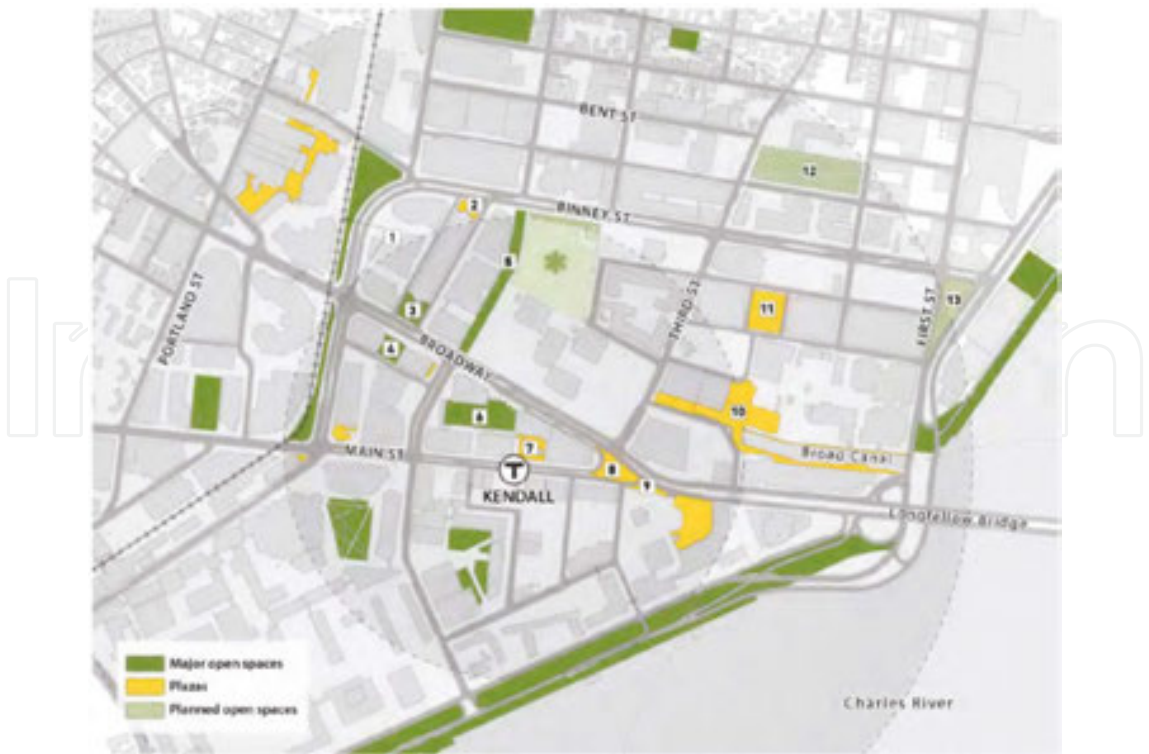 BENT ST
12
2
BINNEY ST
1
5
PORTLAND ST
THIRD ST
FIRST ST
13
11
3
4
BROADWAY
6
10
MAIN ST
7
8
Broad Canal
T
9
KENDALL
Longfellow Bridge
Major open spaces
Plazas
Planned open spaces
Charles River